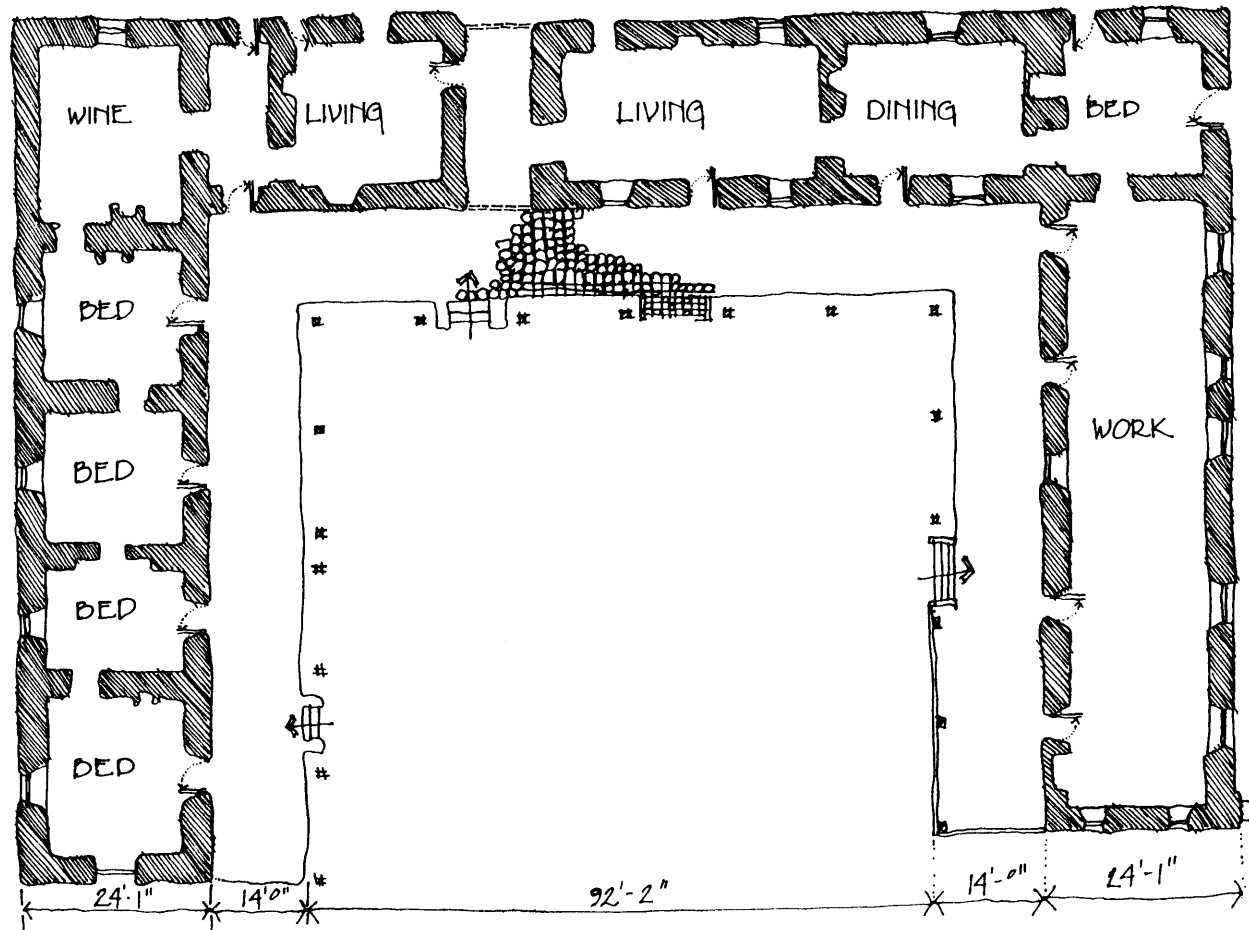 WINE
LIVING
LIVING
DINING
BED
BED
WORK
BED
BED
BED
24'-1"
14'0"
92'-2"
14'-0"
24'-1"